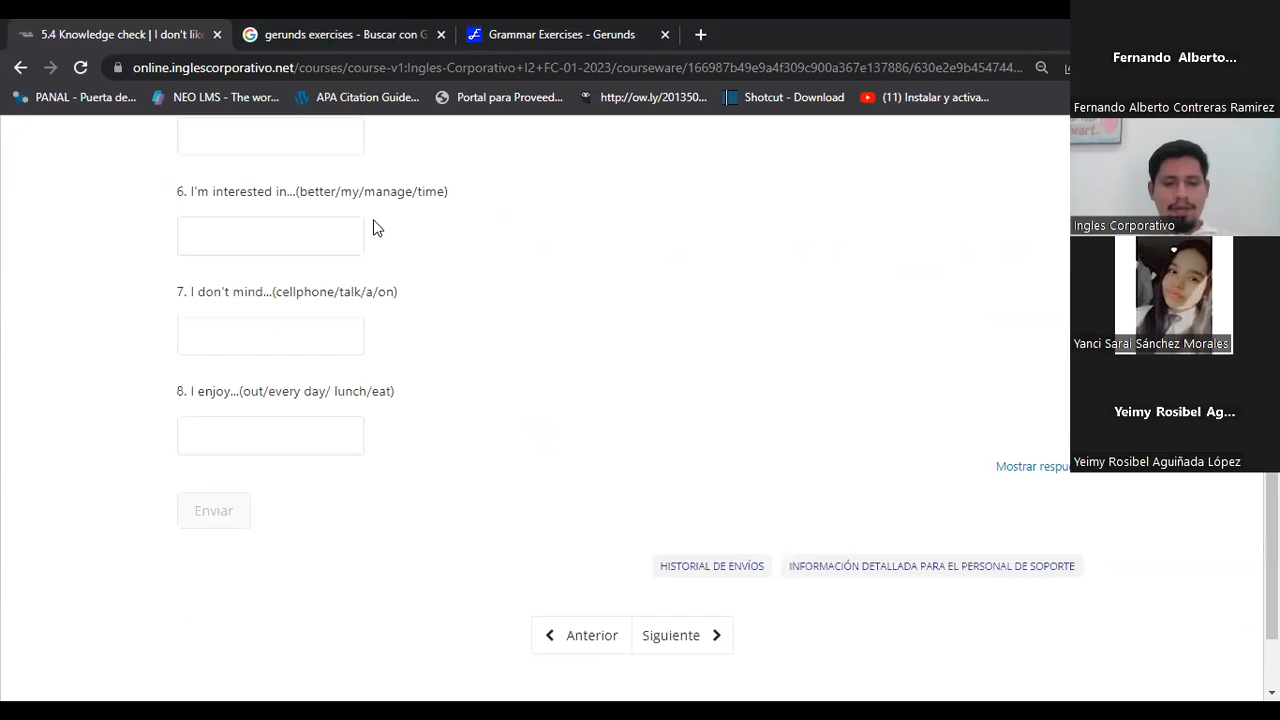 5.4 Knowledge check | I don't like
gerunds exercises - Buscar con G
Grammar Exercises - Gerunds
online.inglescorporativo.net/courses/course-v1:Ingles-Corporativo+I2+FC-01-2023/courseware/166987b49e9a4f309c900a367e137886/630e2e9b454744...
PANAL - Puerta de...
NEO LMS - The wor...
APA Citation Guide...
Portal para Proveed...
http://ow.ly/201350...
Shotcut - Download
(11) Instalar y activa...
Fernando Alberto...
Fernando Alberto Contreras Ramirez
Ingles Corporativo
Yanci Sarai Sánchez Morales
Yeimy Rosibel Ag...
Yeimy Rosibel Aguiñada López
6. I'm interested in...(better/my/manage/time)
7. I don't mind...(cellphone/talk/a/on)
8. I enjoy...(out/every day/ lunch/eat)
Mostrar respu
Enviar
HISTORIAL DE ENVÍOS
INFORMACIÓN DETALLADA PARA EL PERSONAL DE SOPORTE
Anterior
Siguiente